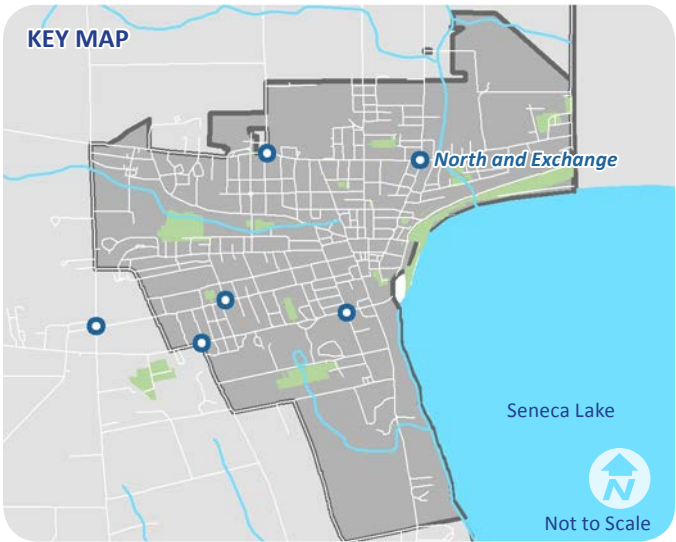 KEY MAP
North and Exchange
Seneca Lake
N
Not to Scale